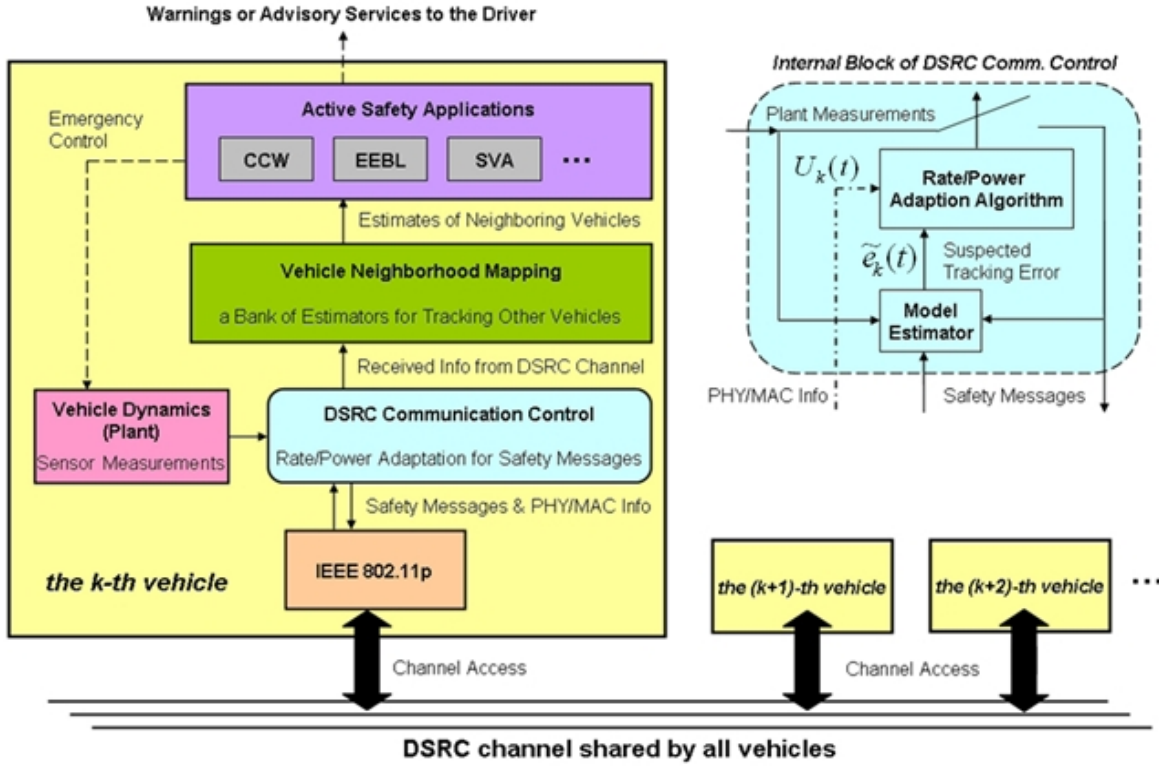 Warnings or Advisory Services to the Driver
Emergency
Control
Active Safety Applications
CCW
EEBL
SVA
...
Estimates of Neighboring Vehicles
Vehicle Neighborhood Mapping
a Bank of Estimators for Tracking Other Vehicles
Received Info from DSRC Channel
Vehicle Dynamics
(Plant)
Sensor Measurements
DSRC Communication Control
Rate/Power Adaptation for Safety Messages
Safety Messages & PHY/MAC Info
IEEE 802.11p
the k-th vehicle
Channel Access
Internal Block of DSRC Comm. Control
Plant Measurements
U_k(t)
Rate/Power
Adaption Algorithm
ẽ_k(t)
Suspected
Tracking Error
Model
Estimator
PHY/MAC Info
Safety Messages
the (k+1)-th vehicle
the (k+2)-th vehicle
...
Channel Access
DSRC channel shared by all vehicles